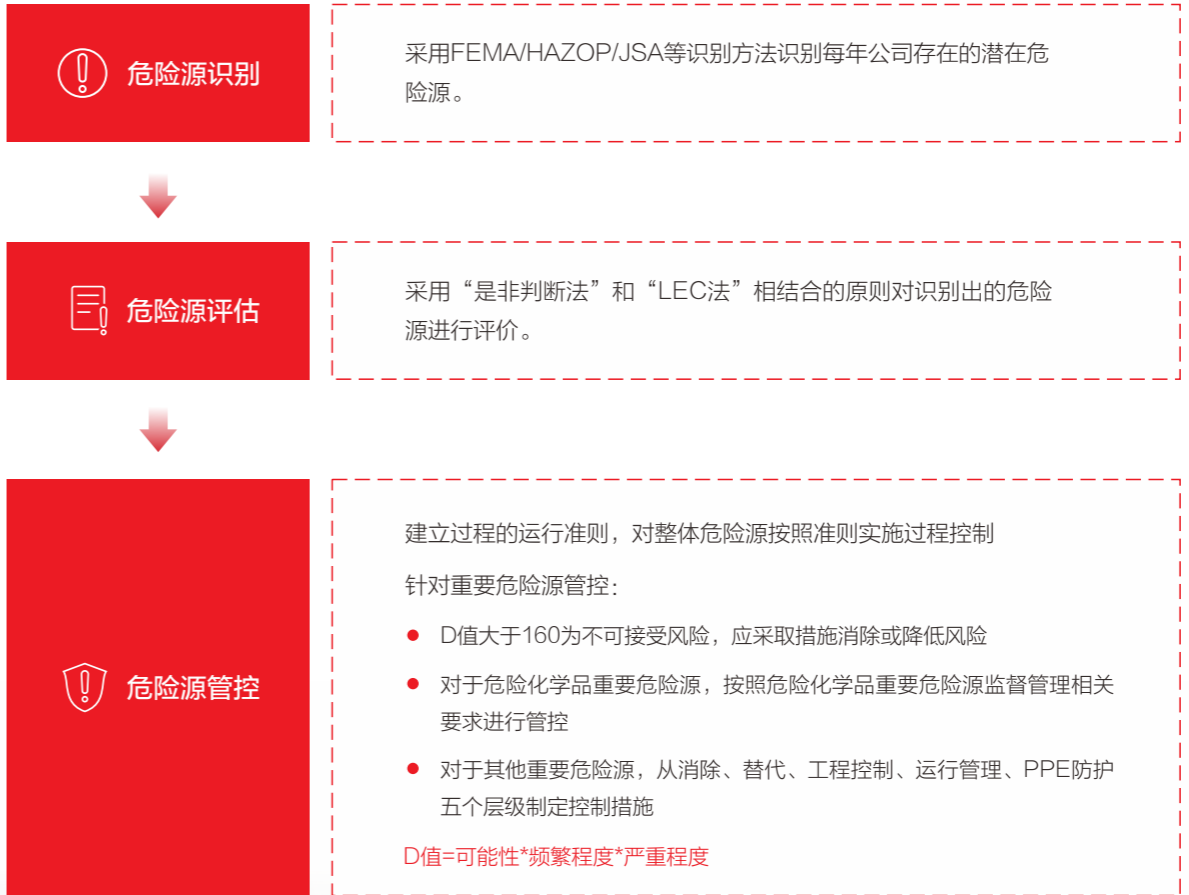 危险源识别
采用FEMA/HAZOP/JSA等识别方法识别每年公司存在的潜在危
险源。
危险源评估
采用“是非判断法”和“LEC法”相结合的原则对识别出的危险
源进行评价。
危险源管控
建立过程的运行准则，对整体危险源按照准则实施过程控制
针对重要危险源管控：
● D值大于160为不可接受风险，应采取措施消除或降低风险
● 对于危险化学品重要危险源，按照危险化学品重要危险源监督管理相关
要求进行管控
● 对于其他重要危险源，从消除、替代、工程控制、运行管理、PPE防护
五个层级制定控制措施
D值=可能性*频繁程度*严重程度